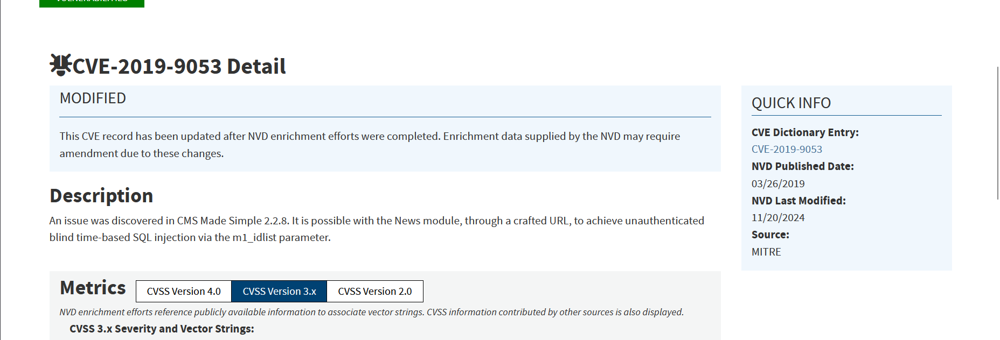 VULNERABILITIES
CVE-2019-9053 Detail
MODIFIED
This CVE record has been updated after NVD enrichment efforts were completed. Enrichment data supplied by the NVD may require
amendment due to these changes.
Description
An issue was discovered in CMS Made Simple 2.2.8. It is possible with the News module, through a crafted URL, to achieve unauthenticated
blind time-based SQL injection via the m1_idlist parameter.
Metrics
CVSS Version 4.0
CVSS Version 3.x
CVSS Version 2.0
NVD enrichment efforts reference publicly available information to associate vector strings. CVSS information contributed by other sources is also displayed.
CVSS 3.x Severity and Vector Strings:
QUICK INFO
CVE Dictionary Entry:
CVE-2019-9053
NVD Published Date:
03/26/2019
NVD Last Modified:
11/20/2024
Source:
MITRE